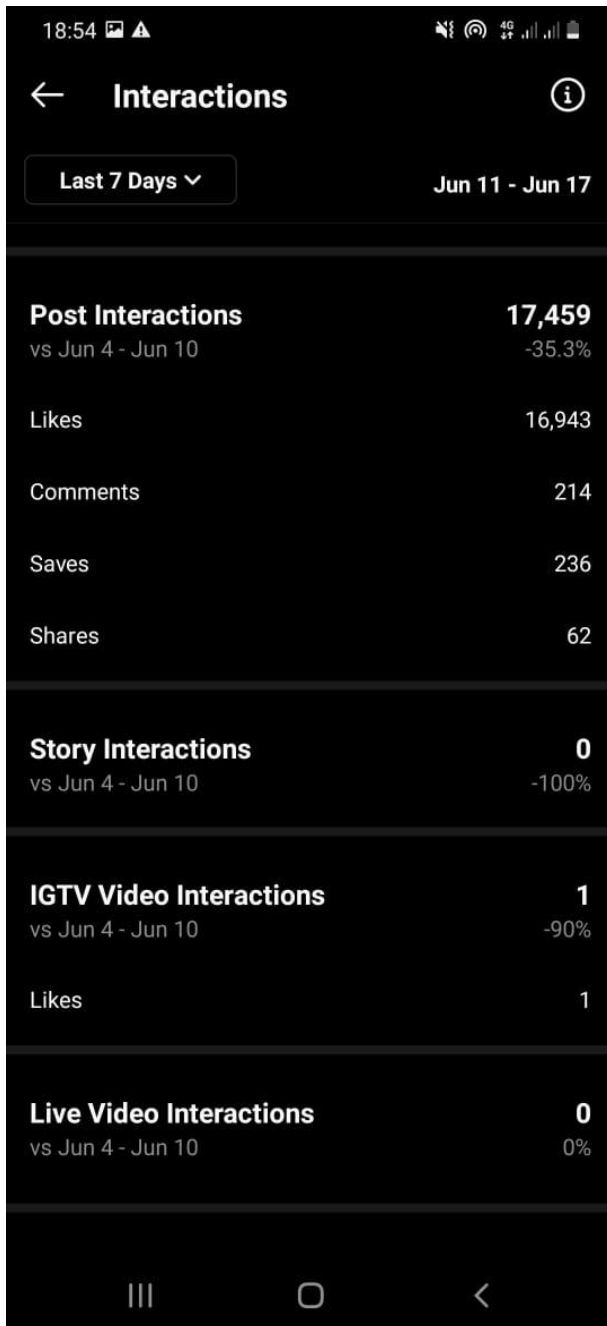 18:54
4G
Interactions
Last 7 Days
Jun 11 - Jun 17
Post Interactions 17,459
vs Jun 4 - Jun 10 -35.3%
Likes 16,943
Comments 214
Saves 236
Shares 62
Story Interactions 0
vs Jun 4 - Jun 10 -100%
IGTV Video Interactions 1
vs Jun 4 - Jun 10 -90%
Likes 1
Live Video Interactions 0
vs Jun 4 - Jun 10 0%